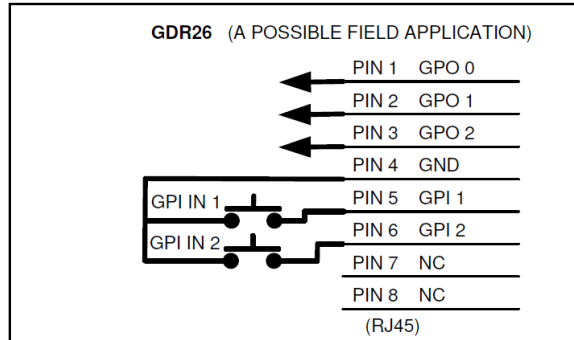 GDR26 (A POSSIBLE FIELD APPLICATION)
PIN 1 GPO 0
PIN 2 GPO 1
PIN 3 GPO 2
PIN 4 GND
GPI IN 1 PIN 5 GPI 1
GPI IN 2 PIN 6 GPI 2
PIN 7 NC
PIN 8 NC
(RJ45)